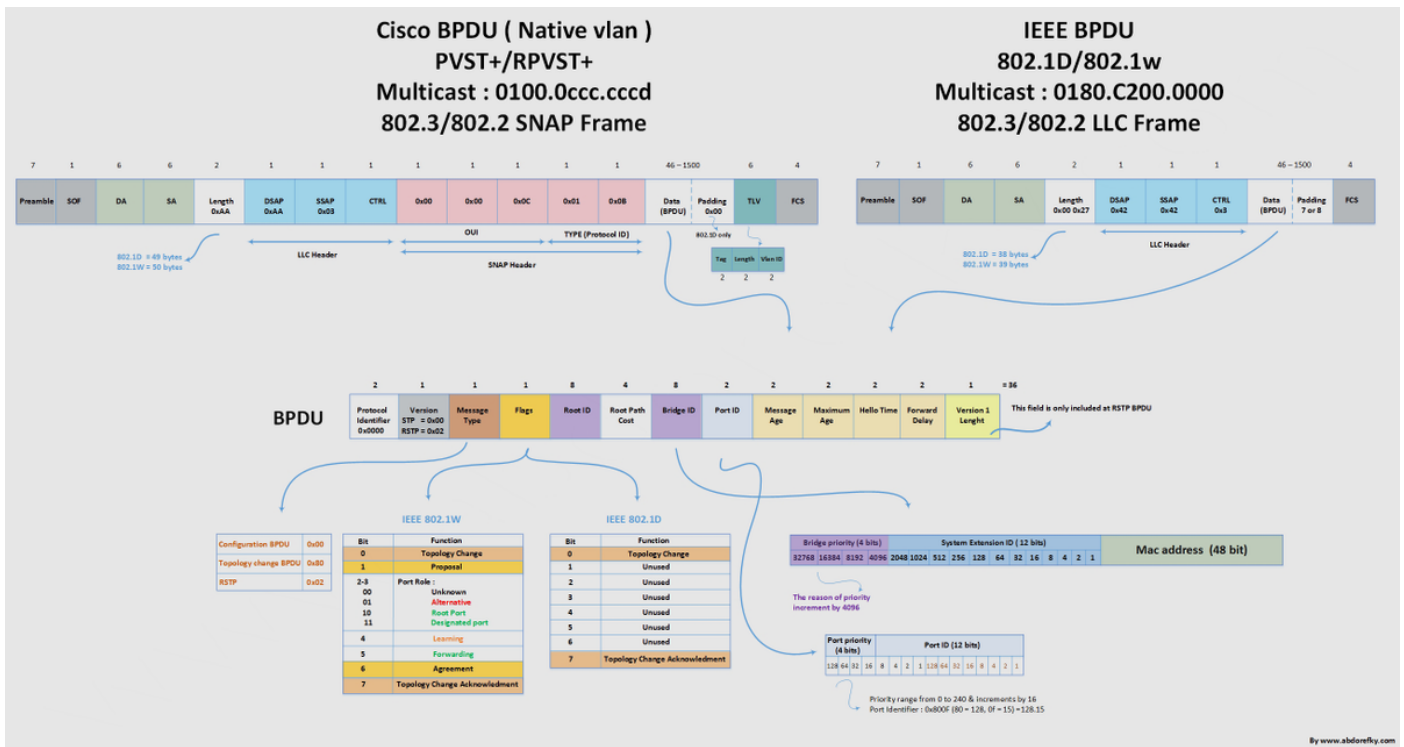 Cisco BPDU ( Native vlan )
PVST+/RPVST+
Multicast : 0100.0ccc.cccd
802.3/802.2 SNAP Frame
IEEE BPDU
802.1D/802.1w
Multicast : 0180.C200.0000
802.3/802.2 LLC Frame
7 1 6 6 2 1 1 1 1 1 1 1 1 46 – 1500 6 4
Preamble SOF DA SA Length 0xAA DSAP 0xAA SSAP 0x03 CTRL 0x00 0x00 0x0C 0x01 0x0B Data (BPDU) Padding 0x00 TLV FCS
802.1D = 49 bytes
802.1W = 50 bytes
LLC Header
OUI
TYPE (Protocol ID)
SNAP Header
802.1D only
Tag Length Vlan ID
2 2 2
7 1 6 6 2 1 1 1 46 – 1500 4
Preamble SOF DA SA Length 0x00 0x27 DSAP 0x42 SSAP 0x42 CTRL 0x3 Data (BPDU) Padding 7 or 8 FCS
LLC Header
802.1D = 38 bytes
802.1W = 39 bytes
2 1 1 1 8 4 8 2 2 2 2 2 1 = 36
BPDU
Protocol Identifier 0x0000
Version STP = 0x00 RSTP = 0x02
Message Type
Flags
Root ID
Root Path Cost
Bridge ID
Port ID
Message Age
Maximum Age
Hello Time
Forward Delay
Version 1 Lenght
This field is only included at RSTP BPDU
Configuration BPDU 0x00
Topology change BPDU 0x80
RSTP 0x02
IEEE 802.1W
Bit Function
0 Topology Change
1 Proposal
2-3 Port Role :
00 Unknown
01 Alternative
10 Root Port
11 Designated port
4 Learning
5 Forwarding
6 Agreement
7 Topology Change Acknowledment
IEEE 802.1D
Bit Function
0 Topology Change
1 Unused
2 Unused
3 Unused
4 Unused
5 Unused
6 Unused
7 Topology Change Acknowledment
Bridge priority (4 bits) System Extension ID ( 12 bits) Mac address (48 bit)
32768 16384 8192 4096 2048 1024 512 256 128 64 32 16 8 4 2 1
The reason of priority
increment by 4096
Port priority (4 bits) Port ID (12 bits)
128 64 32 16 8 4 2 1 128 64 32 16 8 4 2 1
Priority range from 0 to 240 & Increments by 16
Port Identifier : 0x800F (80 = 128, 0f = 15) =128.15
By www.abdorefky.com